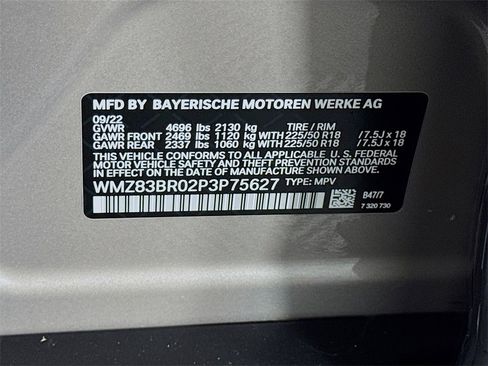 MFD BY BAYERISCHE MOTOREN WERKE AG
09/22
GVWR 4696 lbs 2130 kg TIRE / RIM
GAWR FRONT 2469 lbs 1120 kg WITH 225/50 R18 / 7.5J x 18
GAWR REAR 2337 lbs 1060 kg WITH 225/50 R18 / 7.5J x 18
THIS VEHICLE CONFORMS TO ALL APPLICABLE U.S. FEDERAL
MOTOR VEHICLE SAFETY, BUMPER, AND THEFT PREVENTION STANDARDS
IN EFFECT ON THE DATE OF MANUFACTURE SHOWN ABOVE.
WMZ83BR02P3P75627 TYPE: MPV
B47/7
7 320 730